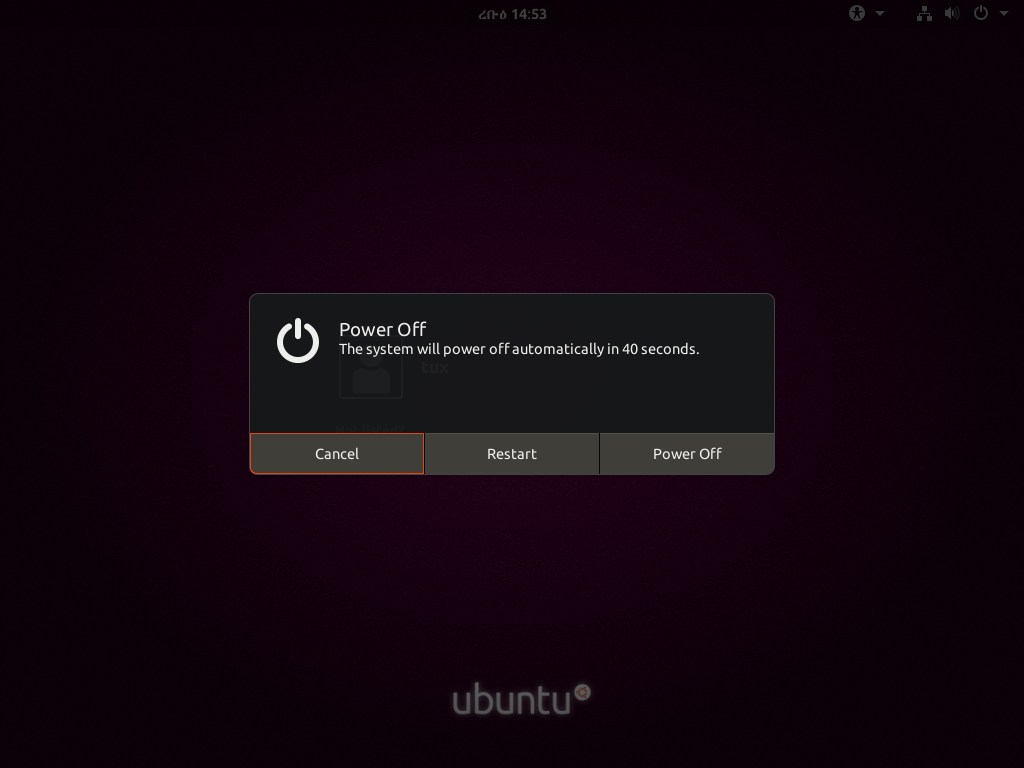 ረቡዕ 14:53
Power Off
The system will power off automatically in 40 seconds.
tux
Cancel
Restart
Power Off
ubuntu